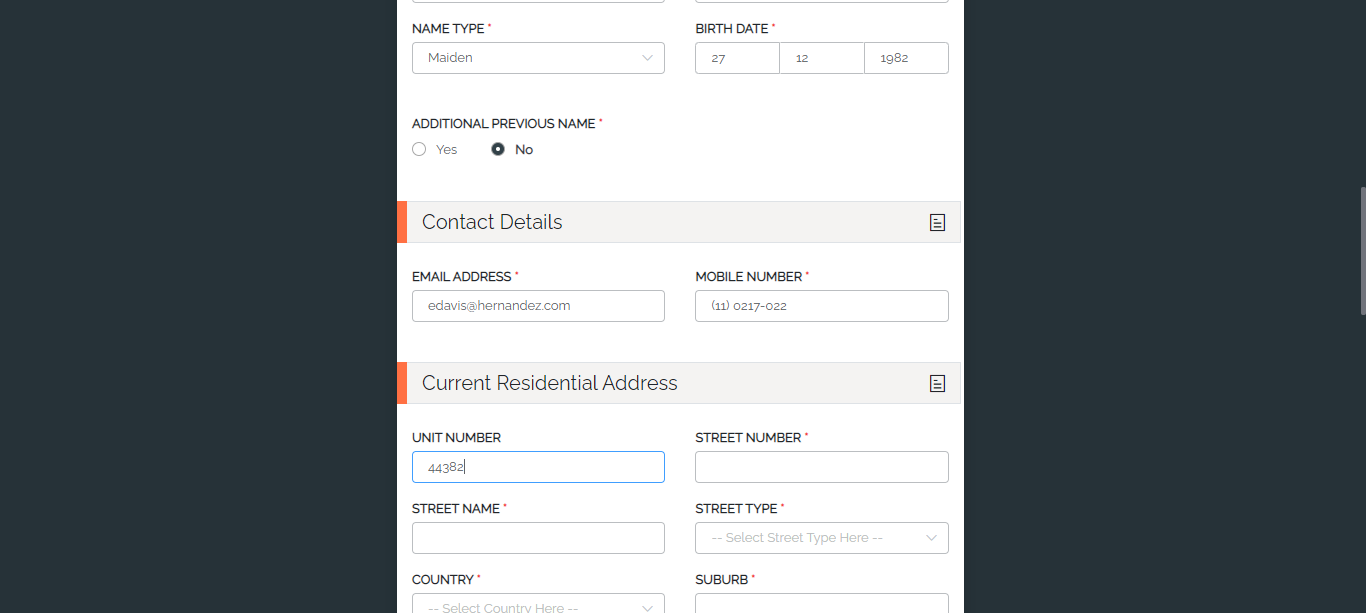 NAME TYPE * BIRTH DATE *
Maiden 27 12 1982
ADDITIONAL PREVIOUS NAME *
Yes No
Contact Details
EMAIL ADDRESS * MOBILE NUMBER *
edavis@hernandez.com (11) 0217-022
Current Residential Address
UNIT NUMBER STREET NUMBER *
44382
STREET NAME * STREET TYPE *
-- Select Street Type Here --
COUNTRY * SUBURB *
-- Select Country Here --